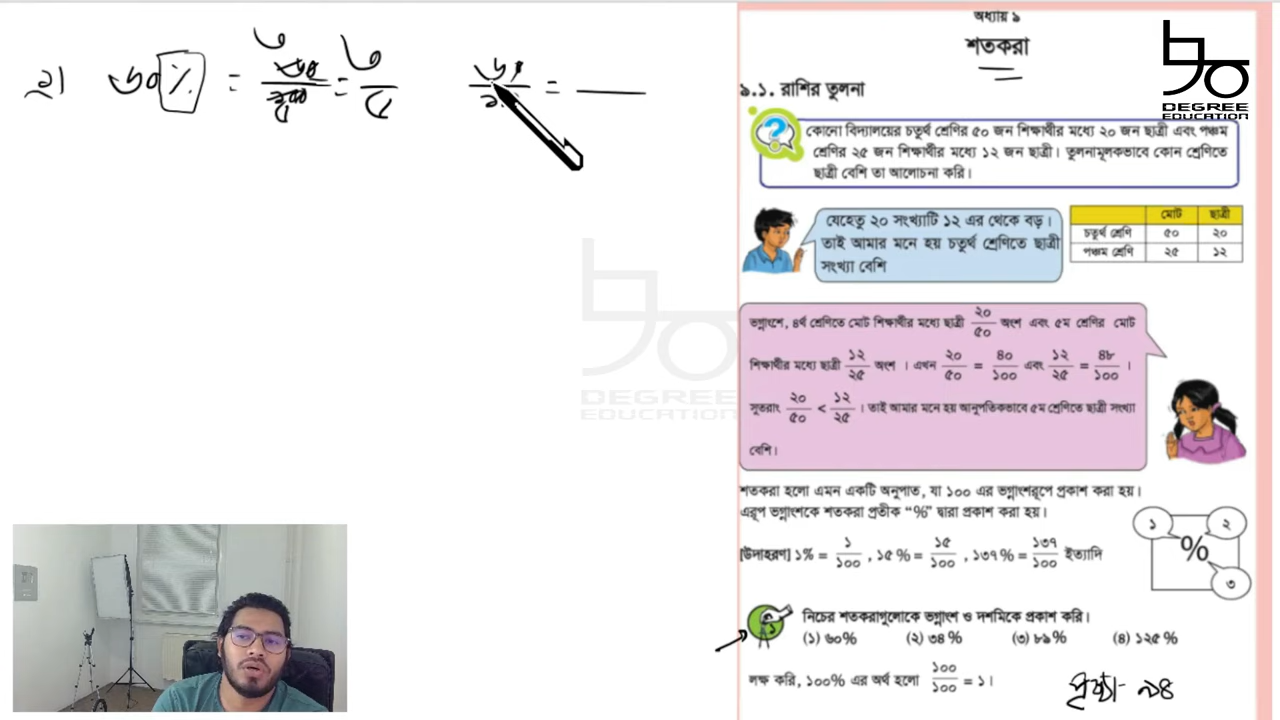 ১। ৬০% = ৬০/১০০ = ৩/৫ ৬০/ =
DEGREE
EDUCATION
অধ্যায় ৯
শতকরা
DEGREE
EDUCATION
৯.১. রাশির তুলনা
কোনো বিদ্যালয়ের চতুর্থ শ্রেণির ৫০ জন শিক্ষার্থীর মধ্যে ২০ জন ছাত্রী এবং পঞ্চম
শ্রেণির ২৫ জন শিক্ষার্থীর মধ্যে ১২ জন ছাত্রী। তুলনামূলকভাবে কোন শ্রেণিতে
ছাত্রী বেশি তা আলোচনা করি।
যেহেতু ২০ সংখ্যাটি ১২ এর থেকে বড়।
তাই আমার মনে হয় চতুর্থ শ্রেণিতে ছাত্রী
সংখ্যা বেশি
মোট ছাত্রী
চতুর্থ শ্রেণি ৫০ ২০
পঞ্চম শ্রেণি ২৫ ১২
ভগ্নাংশে, ৪র্থ শ্রেণিতে মোট শিক্ষার্থীর মধ্যে ছাত্রী ২০/৫০ অংশ এবং ৫ম শ্রেণির মোট
শিক্ষার্থীর মধ্যে ছাত্রী ১২/২৫ অংশ । এখন ২০/৫০ = ৪০/১০০ এবং ১২/২৫ = ৪৮/১০০ ।
সুতরাং ২০/৫০ < ১২/২৫ । তাই আমার মনে হয় আনুপতিকভাবে ৫ম শ্রেণিতে ছাত্রী সংখ্যা
বেশি।
শতকরা হলো এমন একটি অনুপাত, যা ১০০ এর ভগ্নাংশরূপে প্রকাশ করা হয়।
এরূপ ভগ্নাংশকে শতকরা প্রতীক “%” দ্বারা প্রকাশ করা হয়।
১ ২
%
৩
[উদাহরণ] ১% = ১/১০০ , ১৫ % = ১৫/১০০ , ১৩৭ % = ১৩৭/১০০ ইত্যাদি
১ নিচের শতকরাগুলোকে ভগ্নাংশ ও দশমিকে প্রকাশ করি।
(১) ৬০% (২) ৩৪ % (৩) ৮৯ % (৪) ১২৫ %
লক্ষ করি, ১০০% এর অর্থ হলো ১০০/১০০ = ১।
পৃষ্ঠা- ৯৪